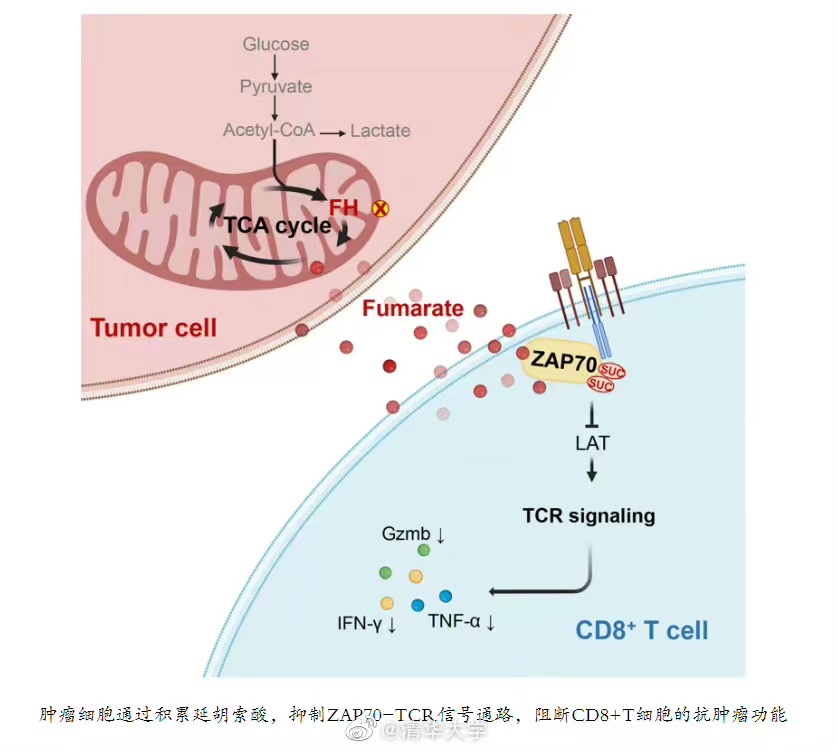 Glucose
Pyruvate
Acetyl-CoA
Lactate
FH
X
TCA cycle
Tumor cell
Fumarate
ZAP70
SUC
SUC
LAT
TCR signaling
Gzmb ↓
IFN-γ ↓
TNF-α ↓
CD8⁺ T cell
肿瘤细胞通过积累延胡索酸，抑制ZAP70-TCR信号通路，阻断CD8+T细胞的抗肿瘤功能
@清华大学